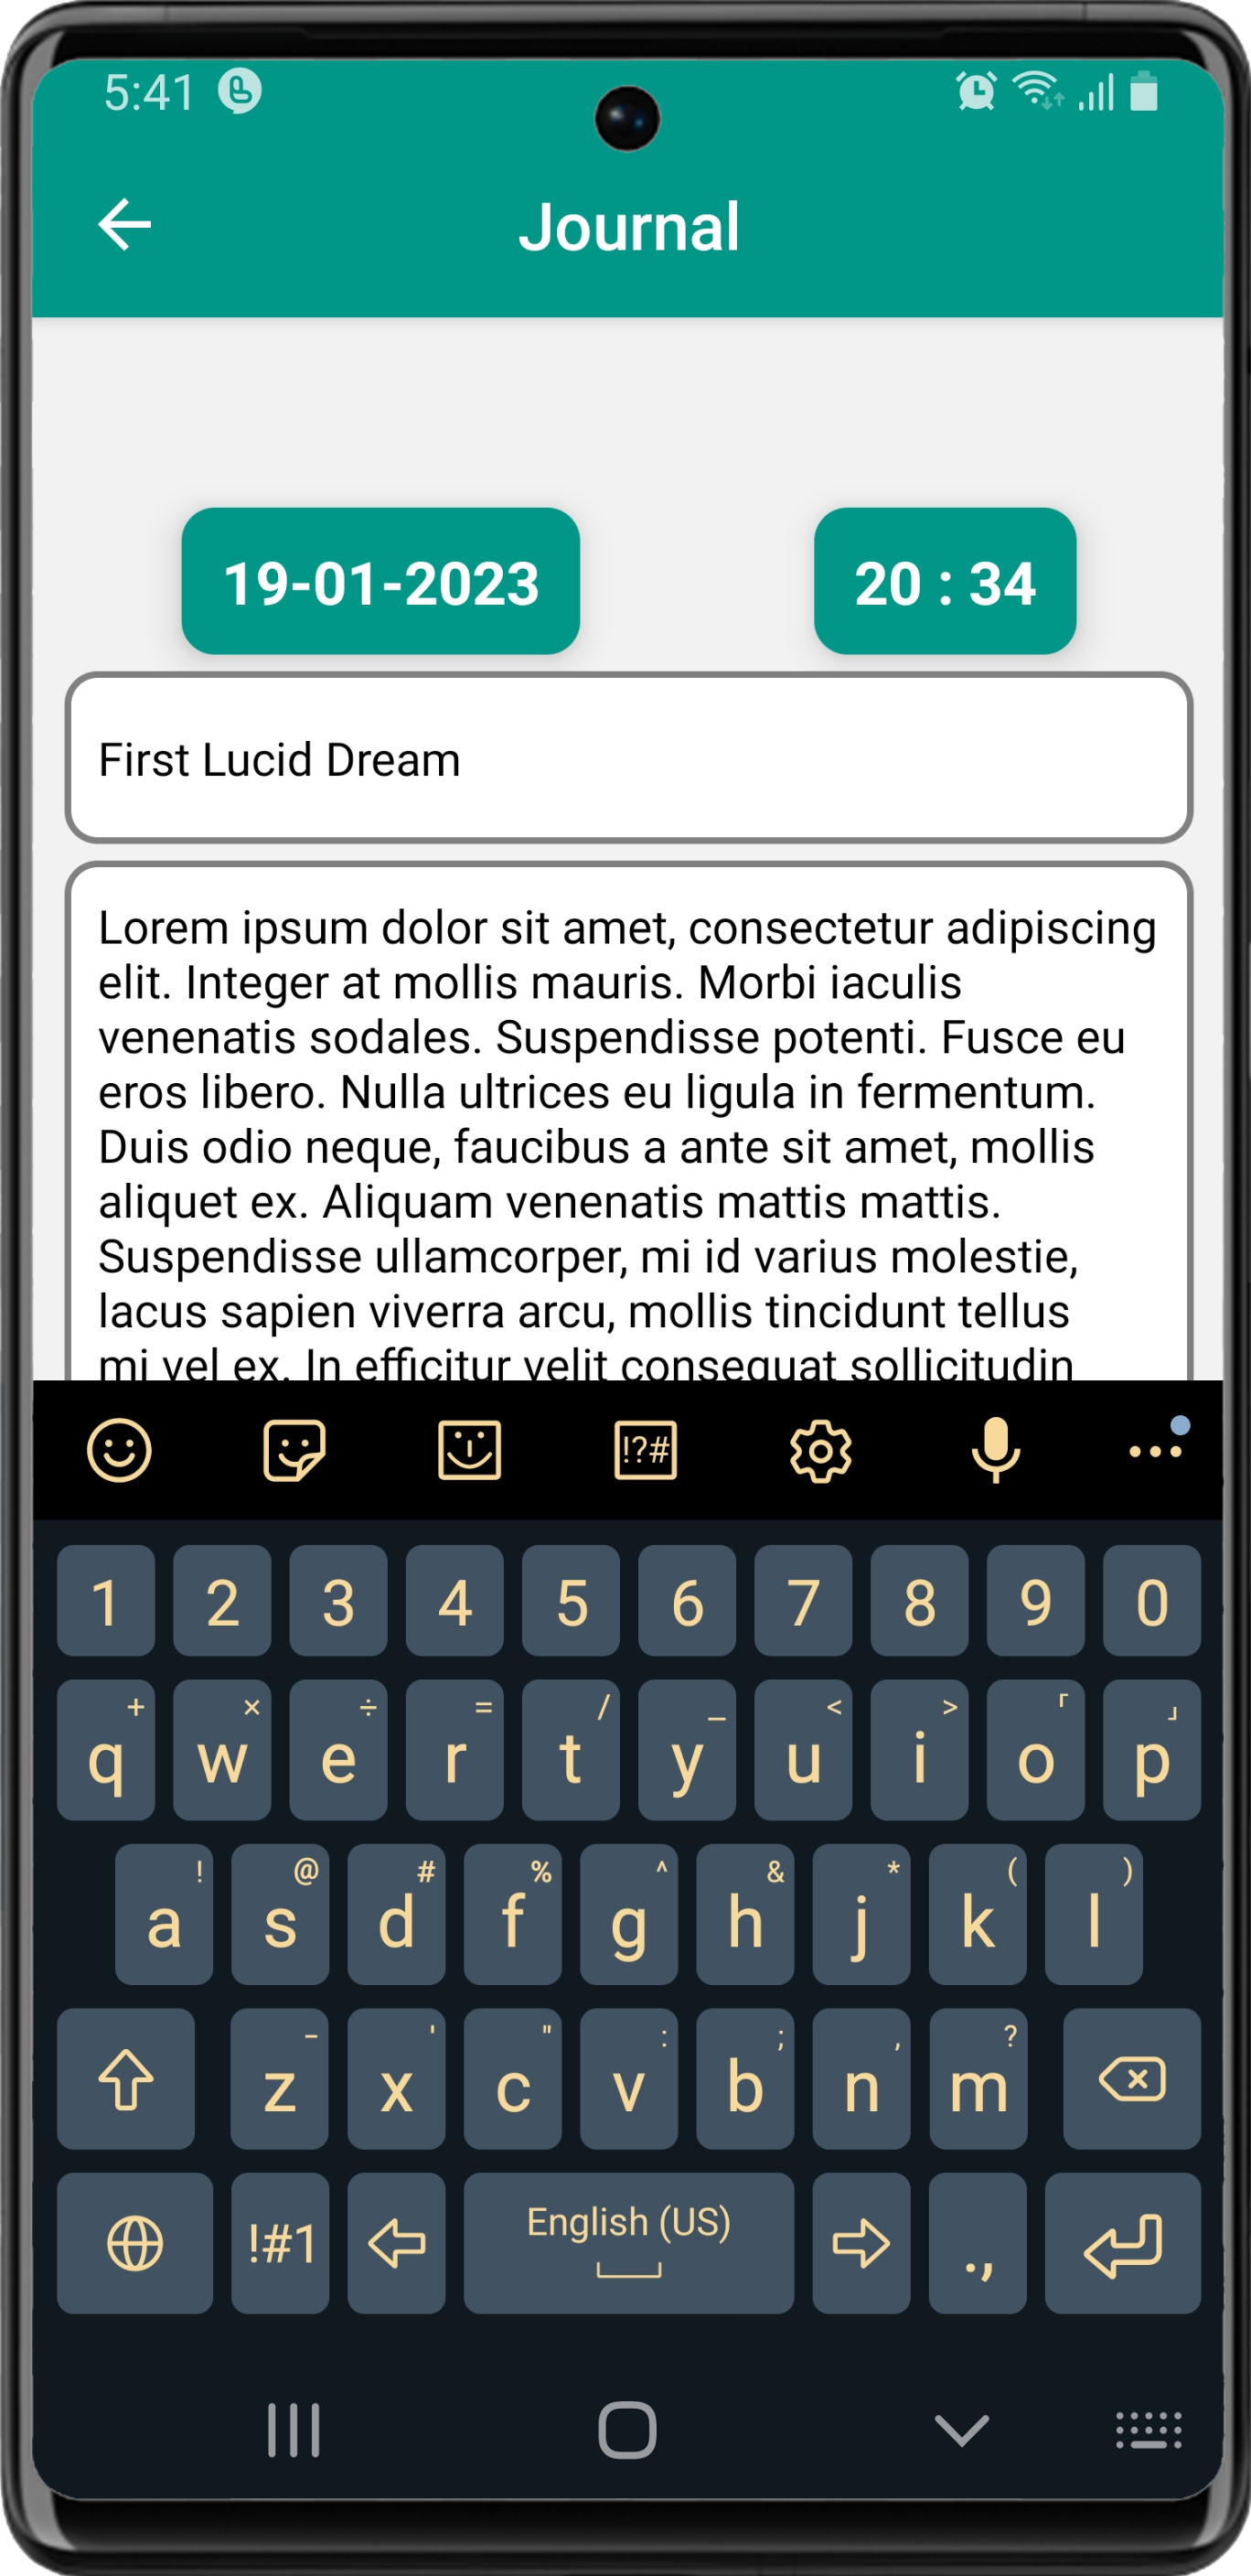 5:41
Journal
19-01-2023
20 : 34
First Lucid Dream
Lorem ipsum dolor sit amet, consectetur adipiscing
elit. Integer at mollis mauris. Morbi iaculis
venenatis sodales. Suspendisse potenti. Fusce eu
eros libero. Nulla ultrices eu ligula in fermentum.
Duis odio neque, faucibus a ante sit amet, mollis
aliquet ex. Aliquam venenatis mattis mattis.
Suspendisse ullamcorper, mi id varius molestie,
lacus sapien viverra arcu, mollis tincidunt tellus
mi vel ex. In efficitur velit consequat sollicitudin
!?#
1 2 3 4 5 6 7 8 9 0
+ × ÷ = / _ < > ｢ ｣
q w e r t y u i o p
! @ # % ^ & * ( )
a s d f g h j k l
- ' " : ; , ?
z x c v b n m
!#1 English (US) .,